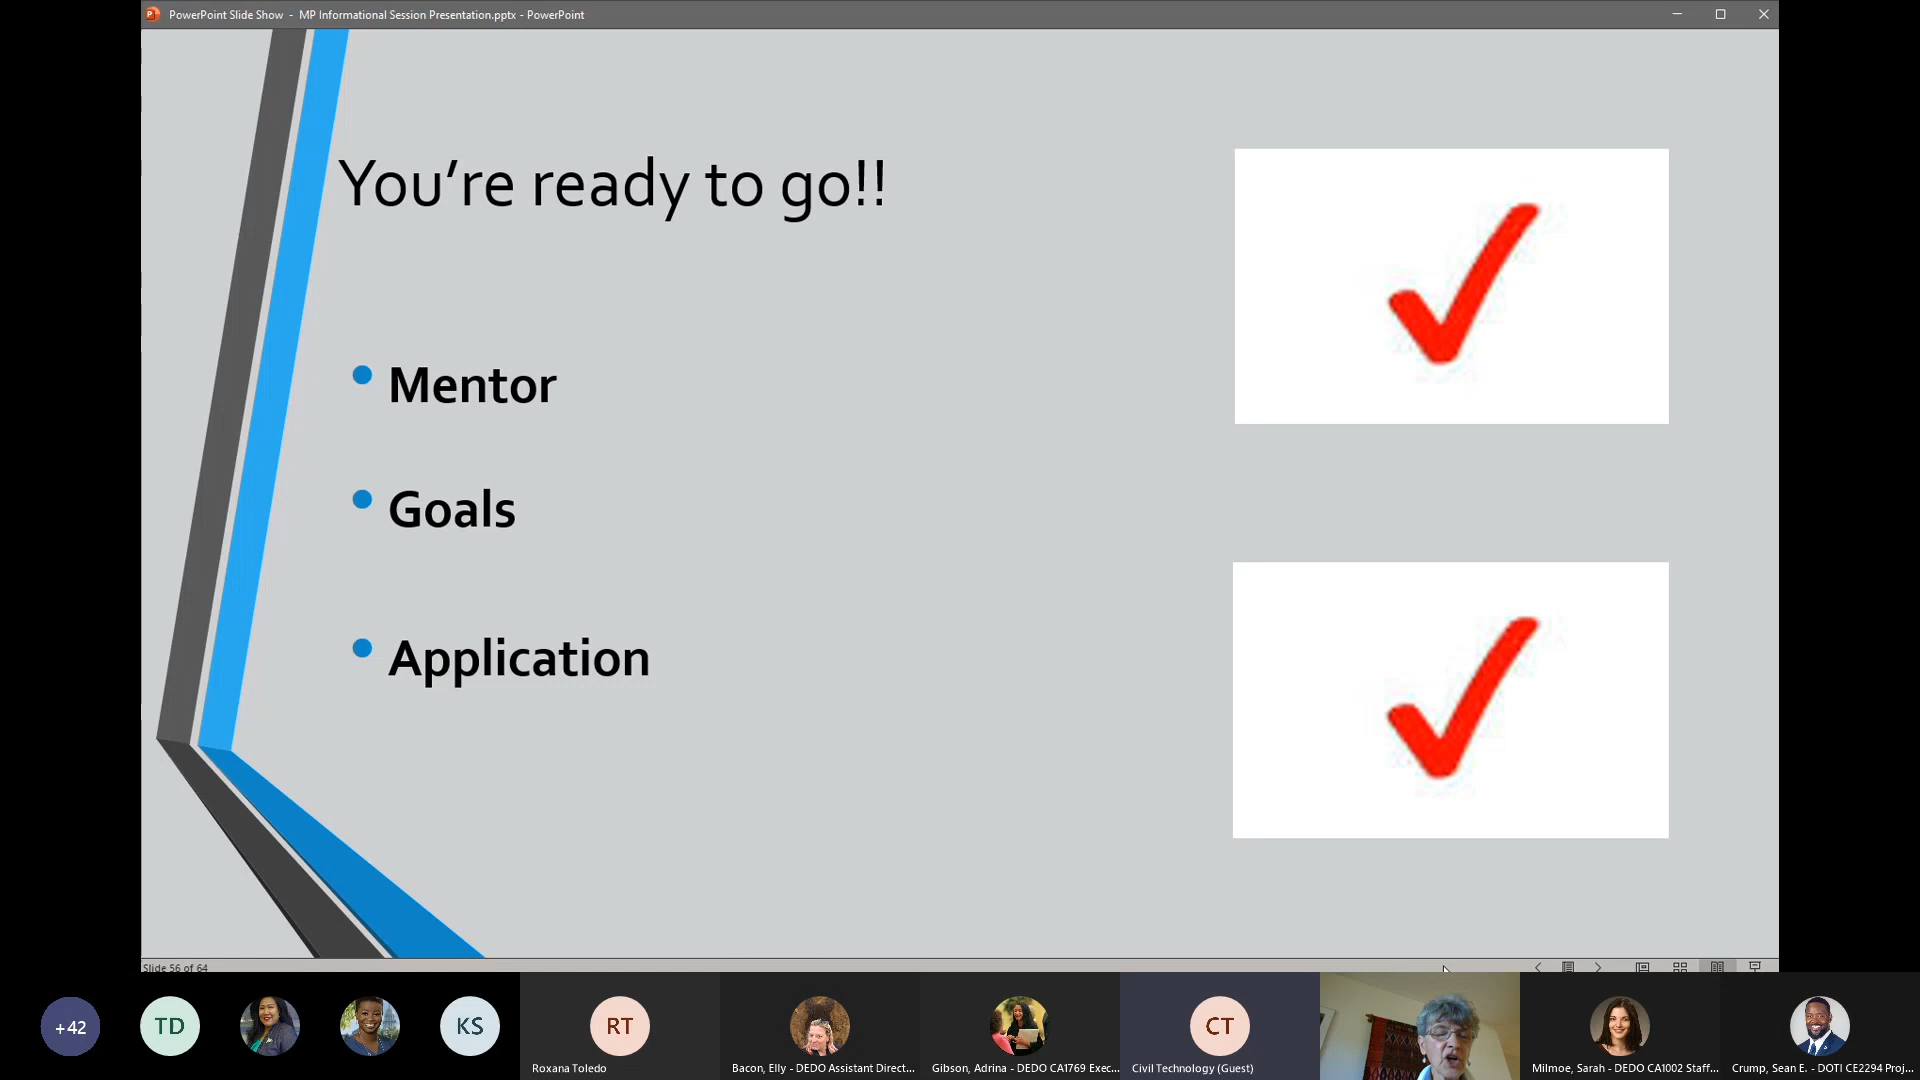 PowerPoint Slide Show - MP Informational Session Presentation.pptx - PowerPoint
You’re ready to go!!
• Mentor
• Goals
• Application
Slide 56 of 64
+42
TD
KS
RT
CT
Roxana Toledo
Bacon, Elly - DEDO Assistant Direct...
Gibson, Adrina - DEDO CA1769 Exec...
Civil Technology (Guest)
Milmoe, Sarah - DEDO CA1002 Staff...
Crump, Sean E. - DOTI CE2294 Proj...